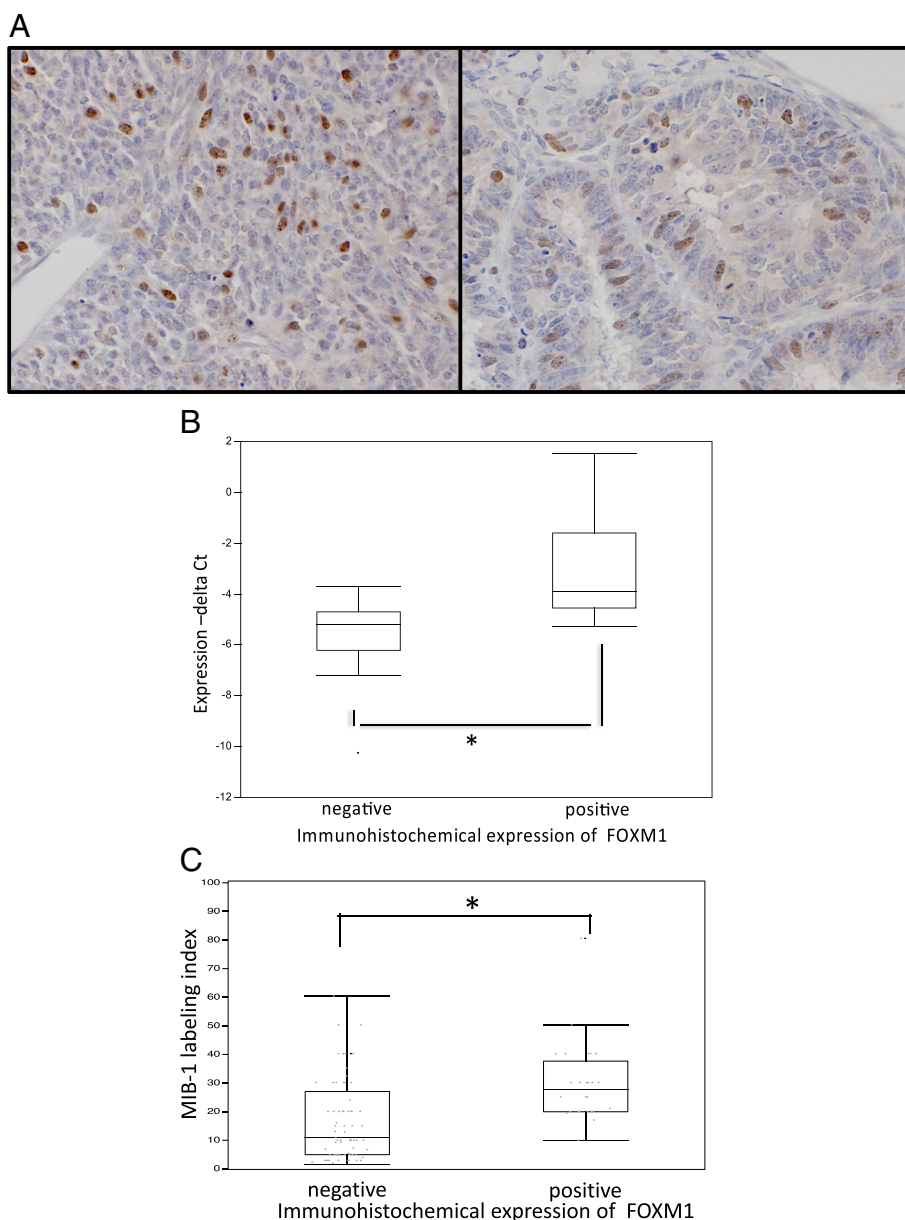 A
B
Expression –delta Ct
2
0
-2
-4
-6
-8
-10
-12
*
negative positive
Immunohistochemical expression of FOXM1
C
MIB-1 labeling index
100
90
80
70
60
50
40
30
20
10
0
*
negative positive
Immunohistochemical expression of FOXM1